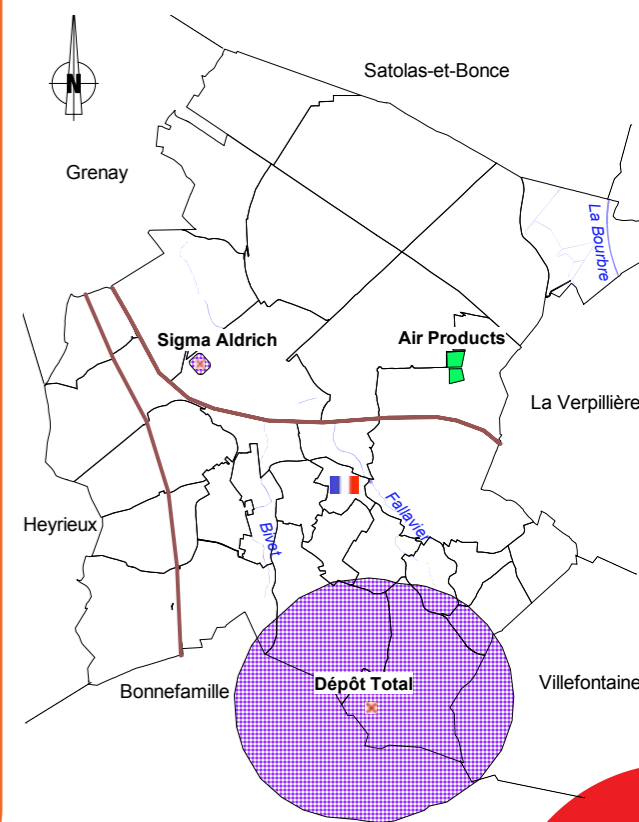 Satolas-et-Bonce
N
Grenay
La Bourbre
Sigma Aldrich
Air Products
La Verpillière
Heyrieux
Bivet
Fallavier
Bonnefamille
Dépôt Total
Villefontaine